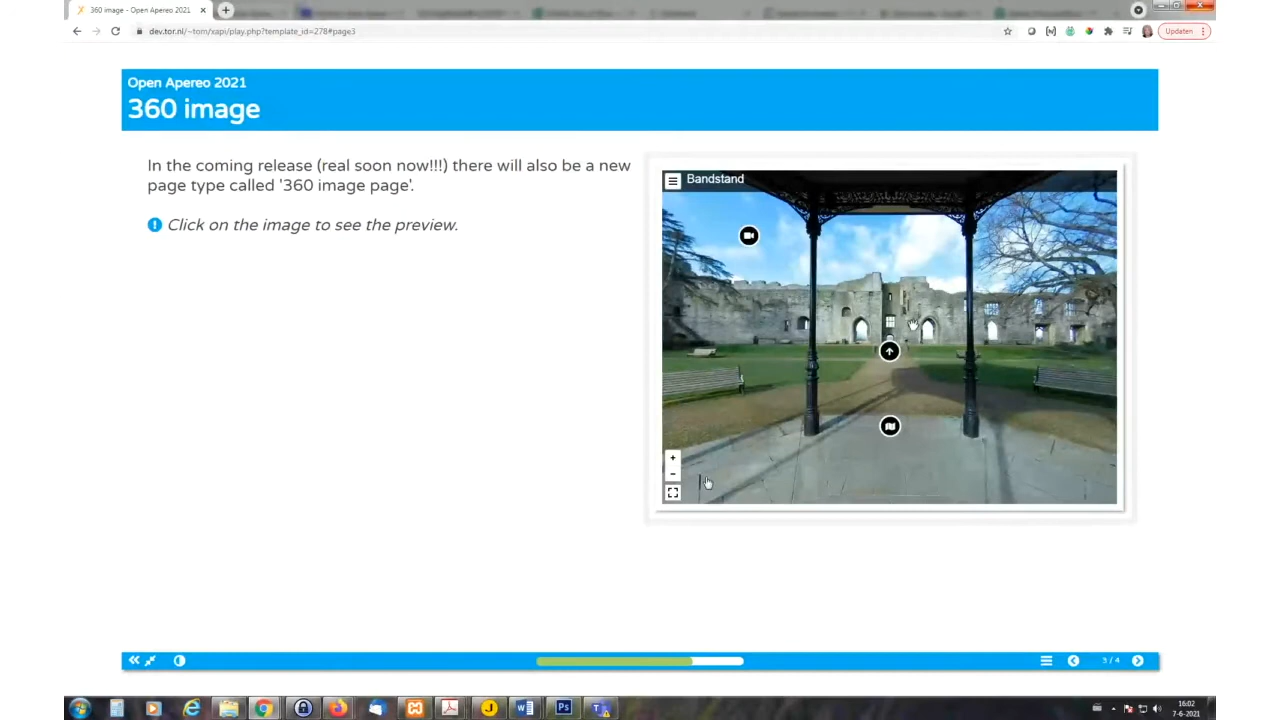 360 image - Open Apereo 2021
dev.tor.nl/~tom/xapi/play.php?template_id=278#page3
Updaten
Open Apereo 2021
360 image
In the coming release (real soon now!!!) there will also be a new
page type called '360 image page'.
Click on the image to see the preview.
Bandstand
3 / 4
16:02
7-6-2021